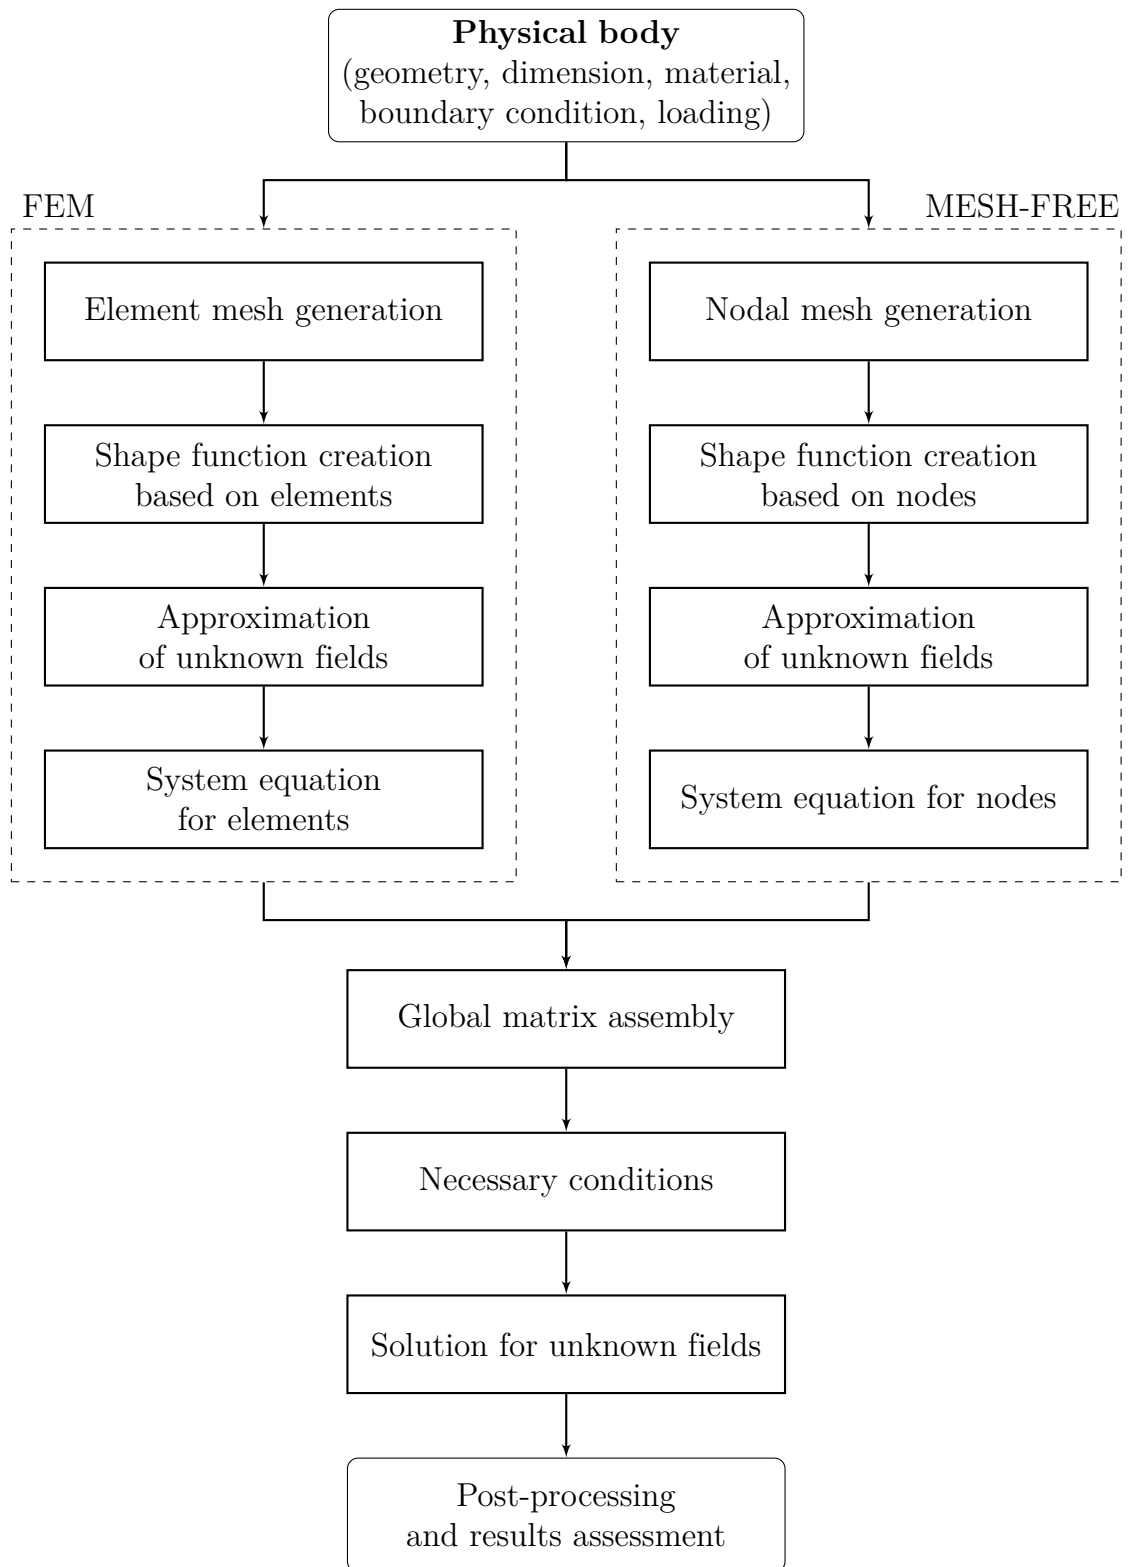 Physical body
(geometry, dimension, material,
boundary condition, loading)
FEM
Element mesh generation
Shape function creation
based on elements
Approximation
of unknown fields
System equation
for elements
MESH-FREE
Nodal mesh generation
Shape function creation
based on nodes
Approximation
of unknown fields
System equation for nodes
Global matrix assembly
Necessary conditions
Solution for unknown fields
Post-processing
and results assessment